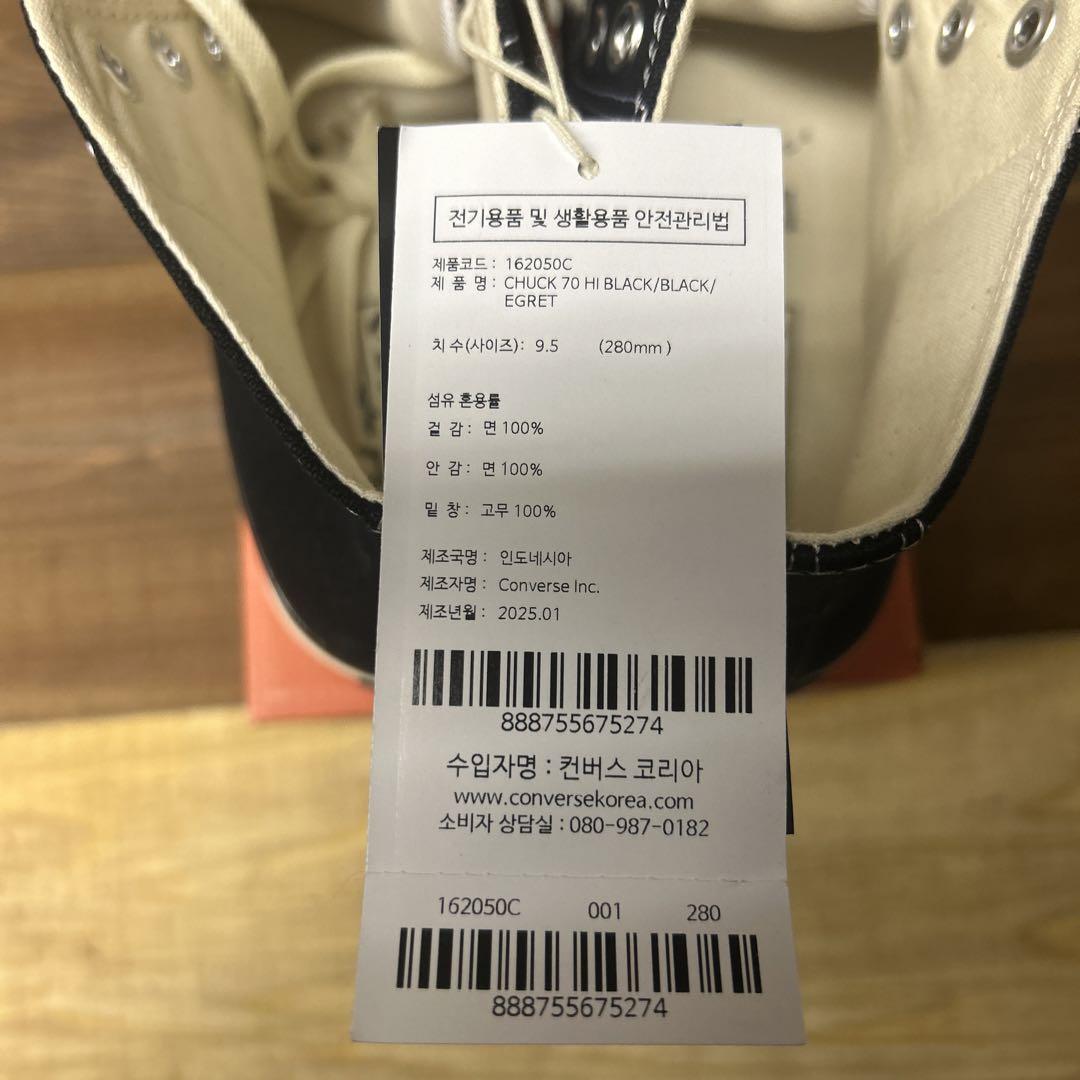 전기용품 및 생활용품 안전관리법
제품코드 : 162050C
제 품 명 : CHUCK 70 HI BLACK/BLACK/
EGRET
치 수(사이즈) : 9.5 (280mm )
섬유 혼용률
겉 감 : 면 100%
안 감 : 면 100%
밑 창 : 고무 100%
제조국명 : 인도네시아
제조자명 : Converse Inc.
제조년월 : 2025.01
888755675274
수입자명 : 컨버스 코리아
www.conversekorea.com
소비자 상담실 : 080-987-0182
162050C 001 280
888755675274